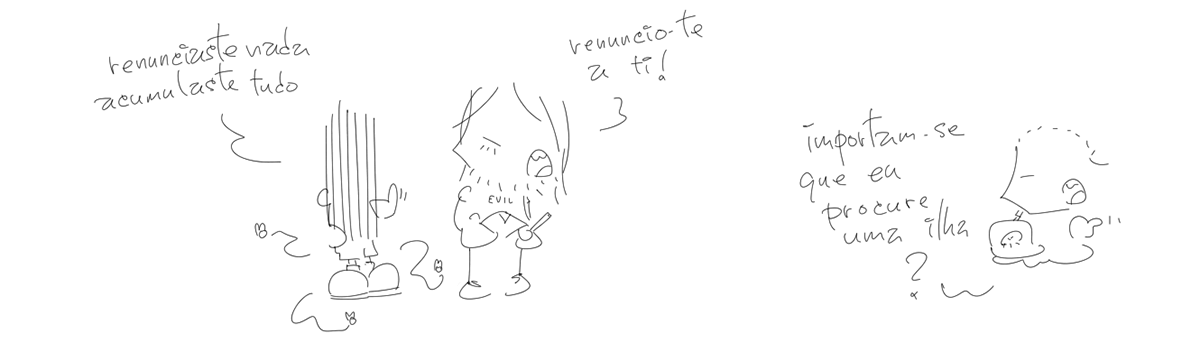 renunciaste nada
acumulaste tudo
renuncio-te
a ti!
EVIL
importam-se
que eu
procure
uma ilha
?